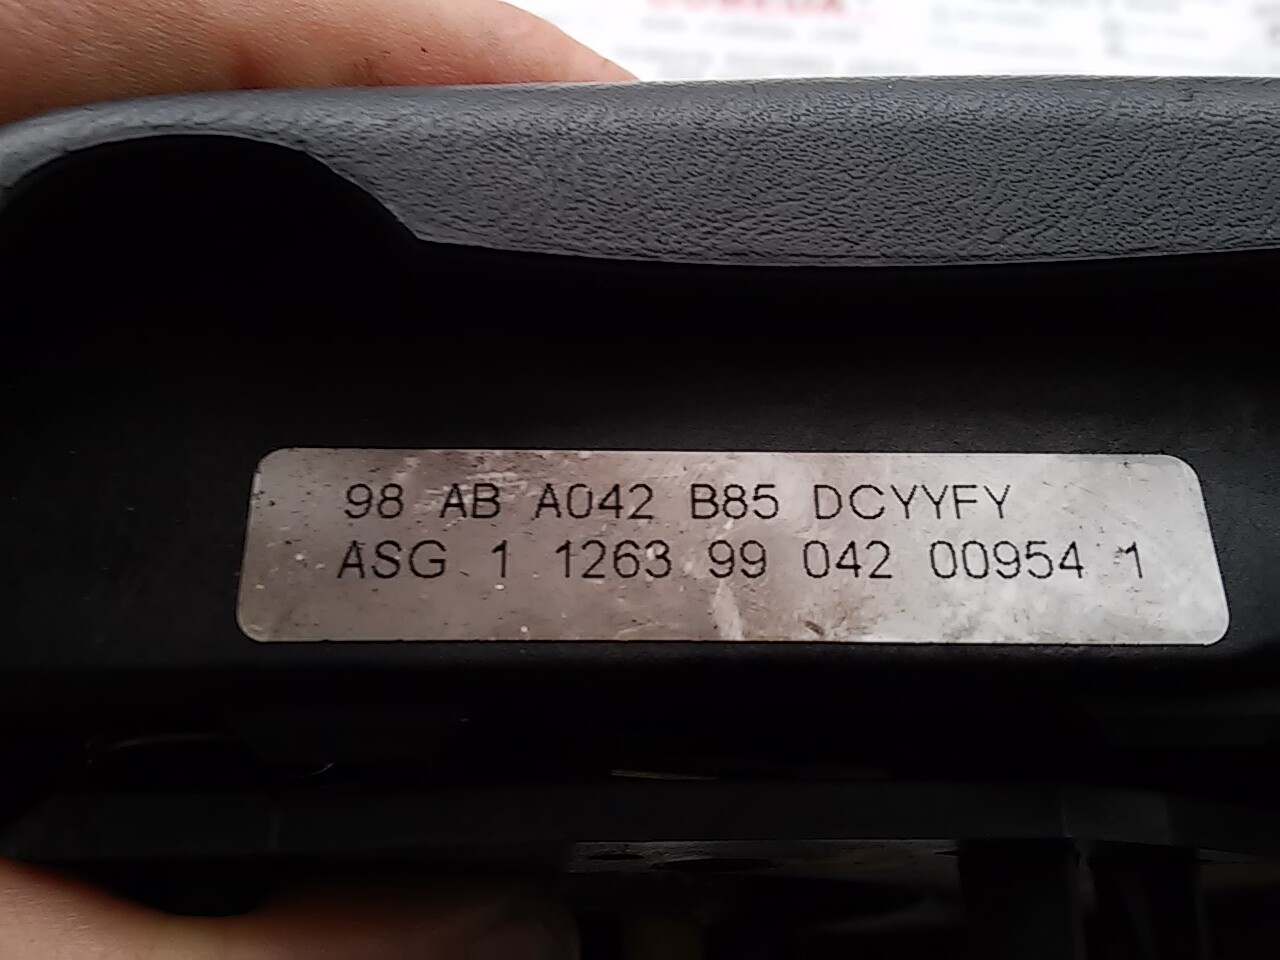 98 AB A042 B85 DCYYFY
ASG 1 1263 99 042 00954 1